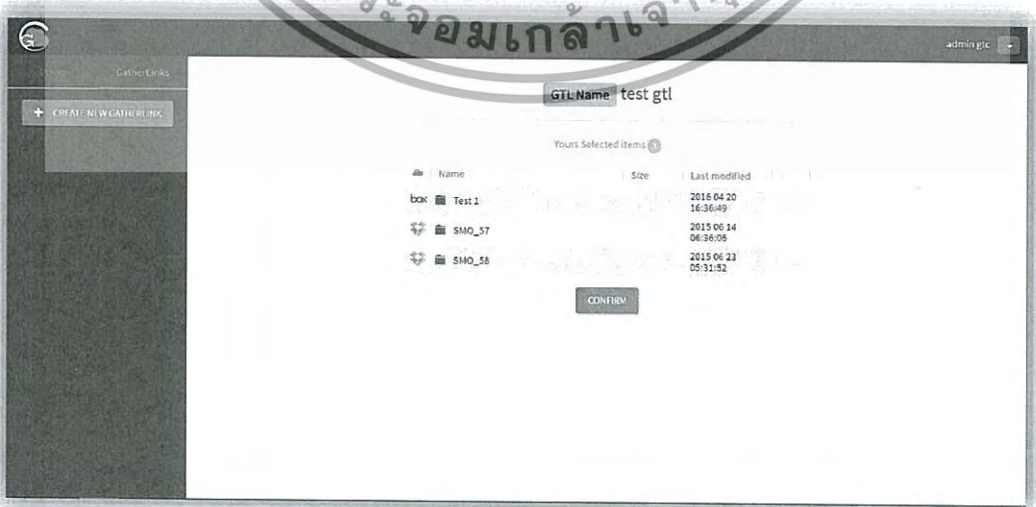 จอมเกล้าเจ้า
G
admin gtc
GatherLinks
+ CREATE NEW GATHERLINK
GTL Name test gtl
Yours Selected items 3
Name Size Last modified
box Test 1 2016 04 20
16:36:49
SMO_57 2015 06 14
06:36:06
SMO_58 2015 06 23
05:31:52
CONFIRM